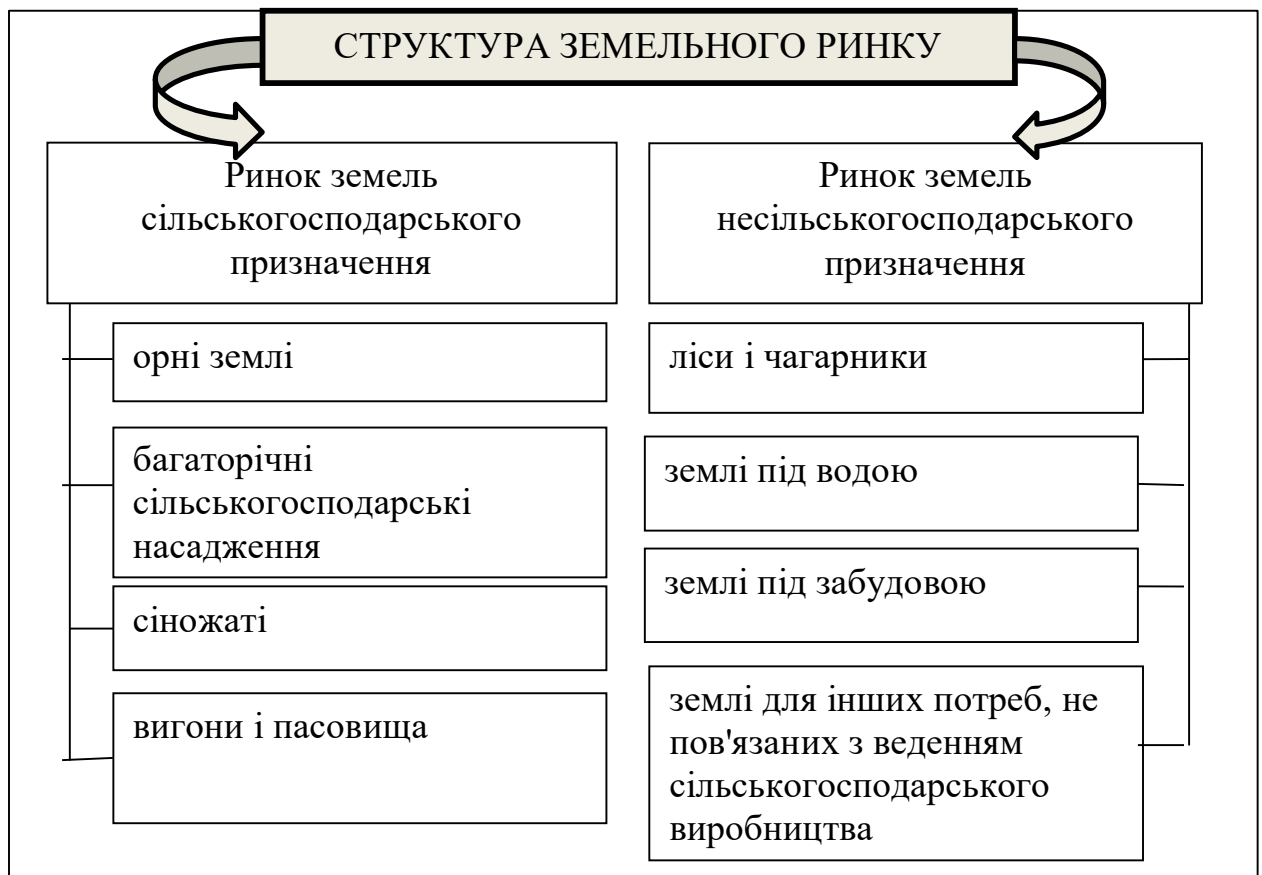 СТРУКТУРА ЗЕМЕЛЬНОГО РИНКУ
Ринок земель
сільськогосподарського
призначення
орні землі
багаторічні
сільськогосподарські
насадження
сіножаті
вигони і пасовища
Ринок земель
несільськогосподарського
призначення
ліси і чагарники
землі під водою
землі під забудовою
землі для інших потреб, не
пов'язаних з веденням
сільськогосподарського
виробництва